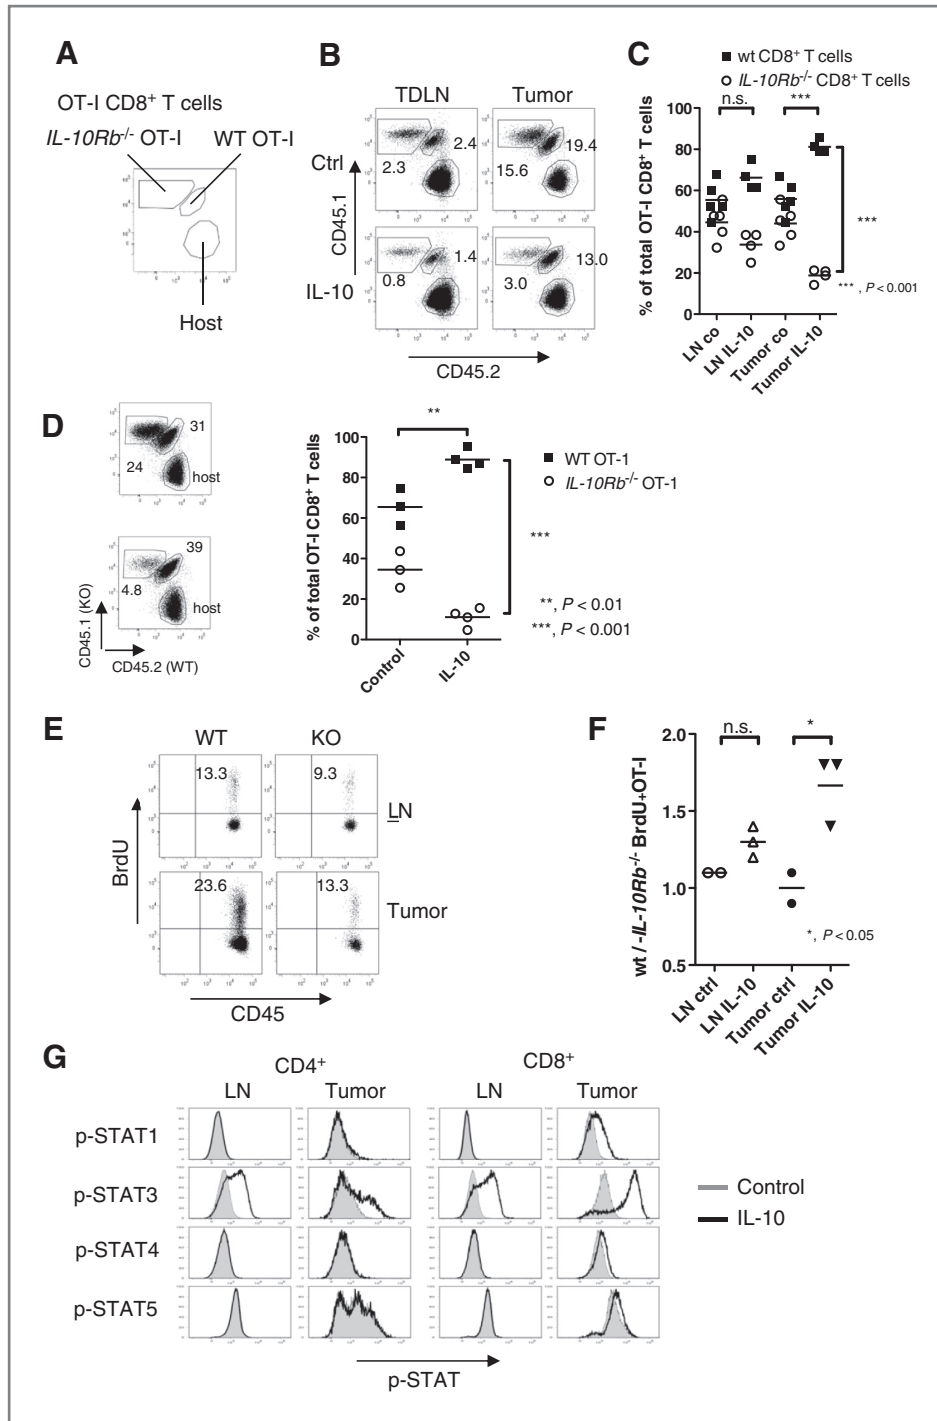 A
OT-I CD8+ T cells
IL-10Rb-/- OT-I
WT OT-I
Host
B
TDLN
Tumor
Ctrl
2.4
2.3
19.4
15.6
CD45.1
1.4
0.8
13.0
3.0
IL-10
CD45.2
C
■ wt CD8+ T cells
○ IL-10Rb-/- CD8+ T cells
n.s.
***
% of total OT-I CD8+ T cells
100
80
60
40
20
0
***
***, P < 0.001
LN co
LN IL-10
Tumor co
Tumor IL-10
D
31
24
host
39
4.8
host
CD45.1 (KO)
CD45.2 (WT)
**
% of total OT-I CD8+ T cells
100
80
60
40
20
0
■ WT OT-1
○ IL-10Rb-/- OT-1
***
**, P < 0.01
***, P < 0.001
Control
IL-10
E
WT
KO
13.3
9.3
LN
BrdU
23.6
13.3
Tumor
CD45
F
n.s.
*
wt / -IL-10Rb-/- BrdU+OT-I
2.0
1.5
1.0
0.5
*, P < 0.05
LN ctrl
LN IL-10
Tumor ctrl
Tumor IL-10
G
CD4+
CD8+
LN
Tumor
LN
Tumor
p-STAT1
p-STAT3
p-STAT4
p-STAT5
Control
IL-10
p-STAT